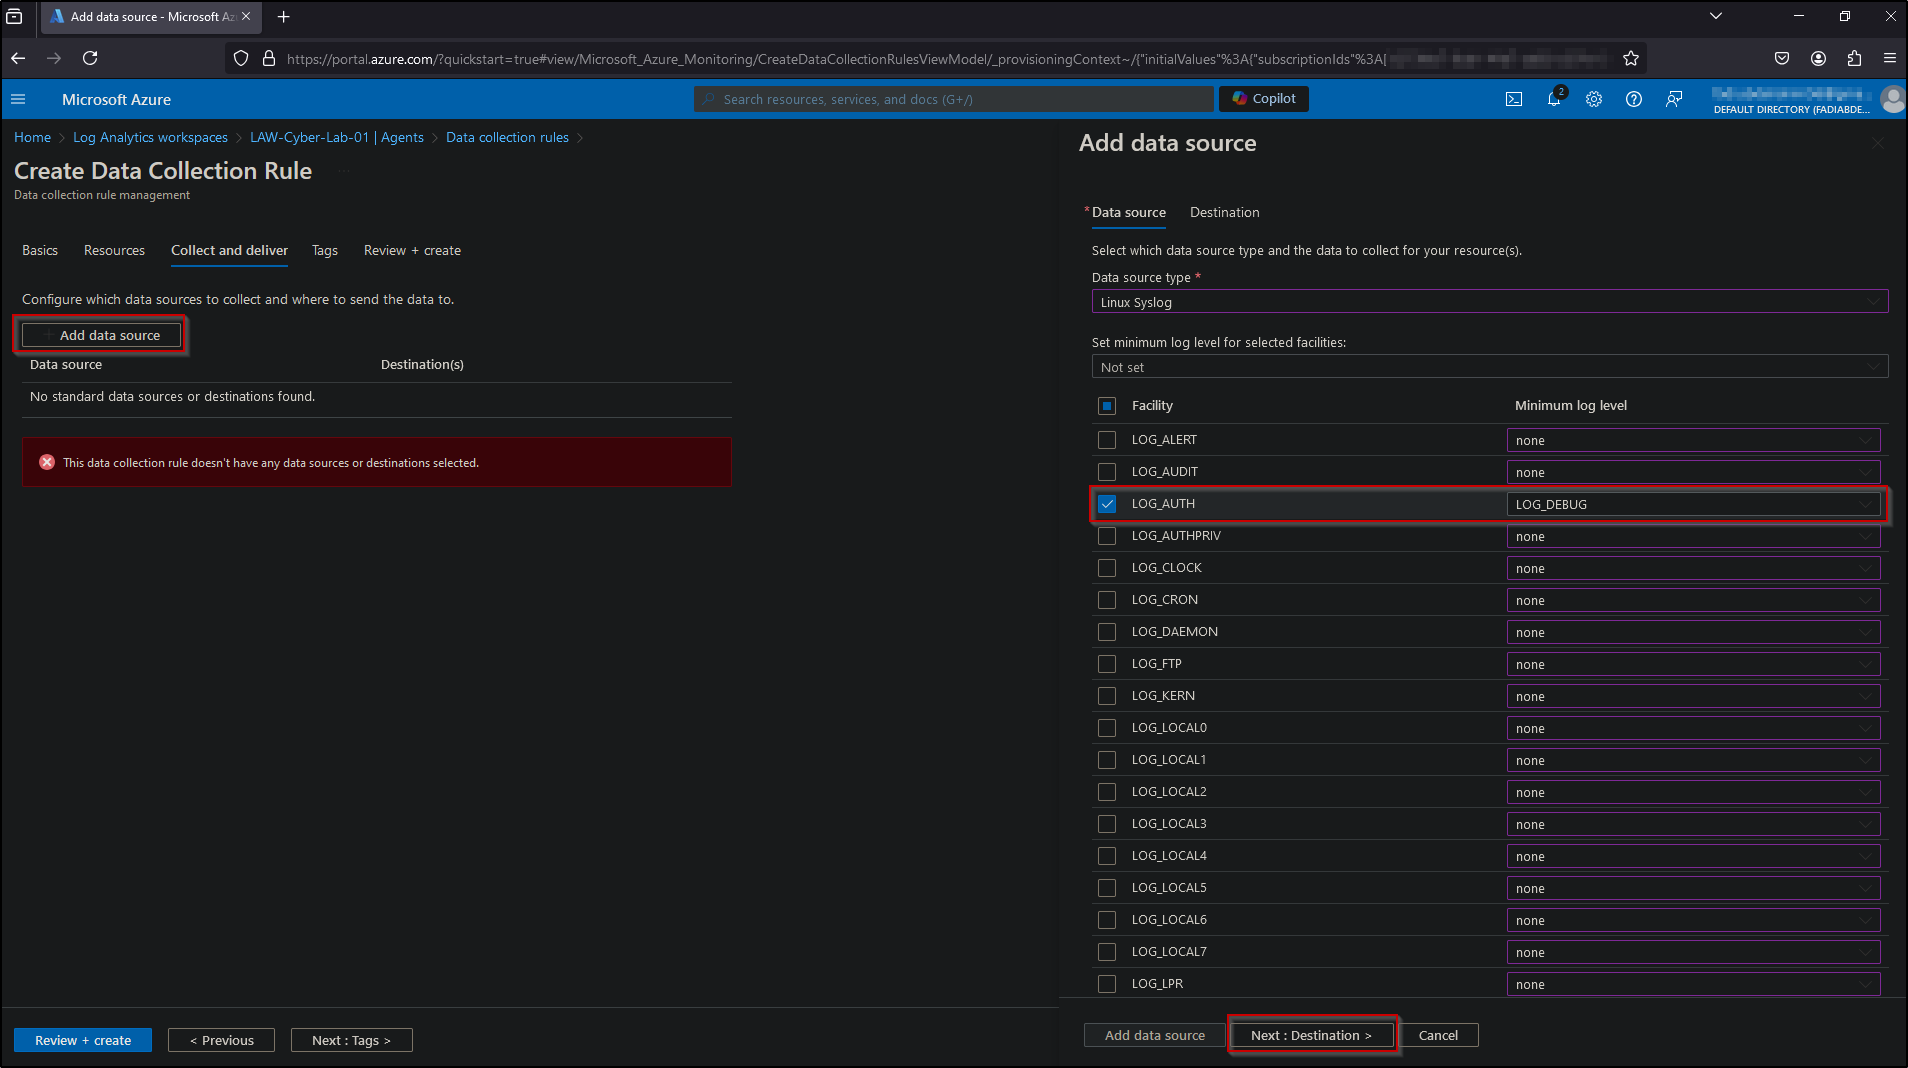 Add data source - Microsoft Az
https://portal.azure.com/?quickstart=true#view/Microsoft_Azure_Monitoring/CreateDataCollectionRulesViewModel/_provisioningContext~/{"initialValues"%3A{"subscriptionIds"%3A[
Microsoft Azure
Search resources, services, and docs (G+/)
Copilot
2
DEFAULT DIRECTORY (FADIABDE...
Home > Log Analytics workspaces > LAW-Cyber-Lab-01 | Agents > Data collection rules >
Create Data Collection Rule ...
Data collection rule management
Basics Resources Collect and deliver Tags Review + create
Configure which data sources to collect and where to send the data to.
+ Add data source
Data source Destination(s)
No standard data sources or destinations found.
This data collection rule doesn't have any data sources or destinations selected.
Review + create < Previous Next : Tags >
Add data source
* Data source Destination
Select which data source type and the data to collect for your resource(s).
Data source type *
Linux Syslog
Set minimum log level for selected facilities:
Not set
Facility Minimum log level
LOG_ALERT none
LOG_AUDIT none
LOG_AUTH LOG_DEBUG
LOG_AUTHPRIV none
LOG_CLOCK none
LOG_CRON none
LOG_DAEMON none
LOG_FTP none
LOG_KERN none
LOG_LOCAL0 none
LOG_LOCAL1 none
LOG_LOCAL2 none
LOG_LOCAL3 none
LOG_LOCAL4 none
LOG_LOCAL5 none
LOG_LOCAL6 none
LOG_LOCAL7 none
LOG_LPR none
Add data source Next : Destination > Cancel